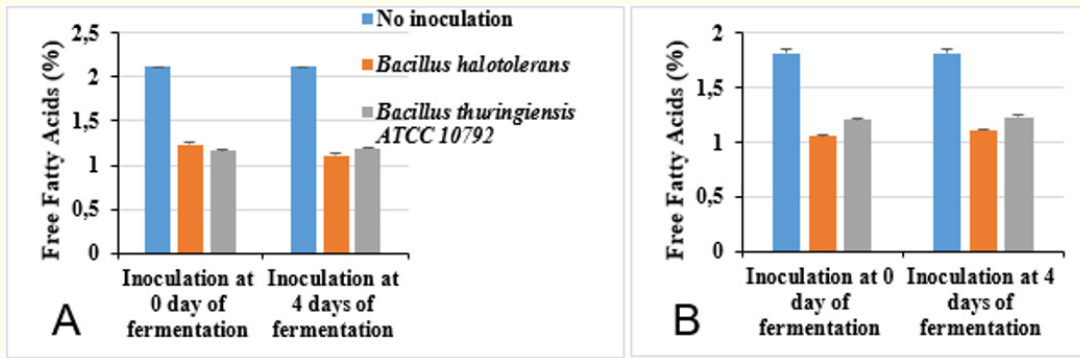 No inoculation
Bacillus halotolerans
Bacillus thuringiensis
ATCC 10792
Free Fatty Acids (%)
2,5
2
1,5
1
0,5
0
Inoculation at
0 day of
fermentation
Inoculation at
4 days of
fermentation
A
Free Fatty Acids (%)
2
1,5
1
0,5
0
Inoculation at 0
day of
fermentation
Inoculation at 4
days of
fermentation
B